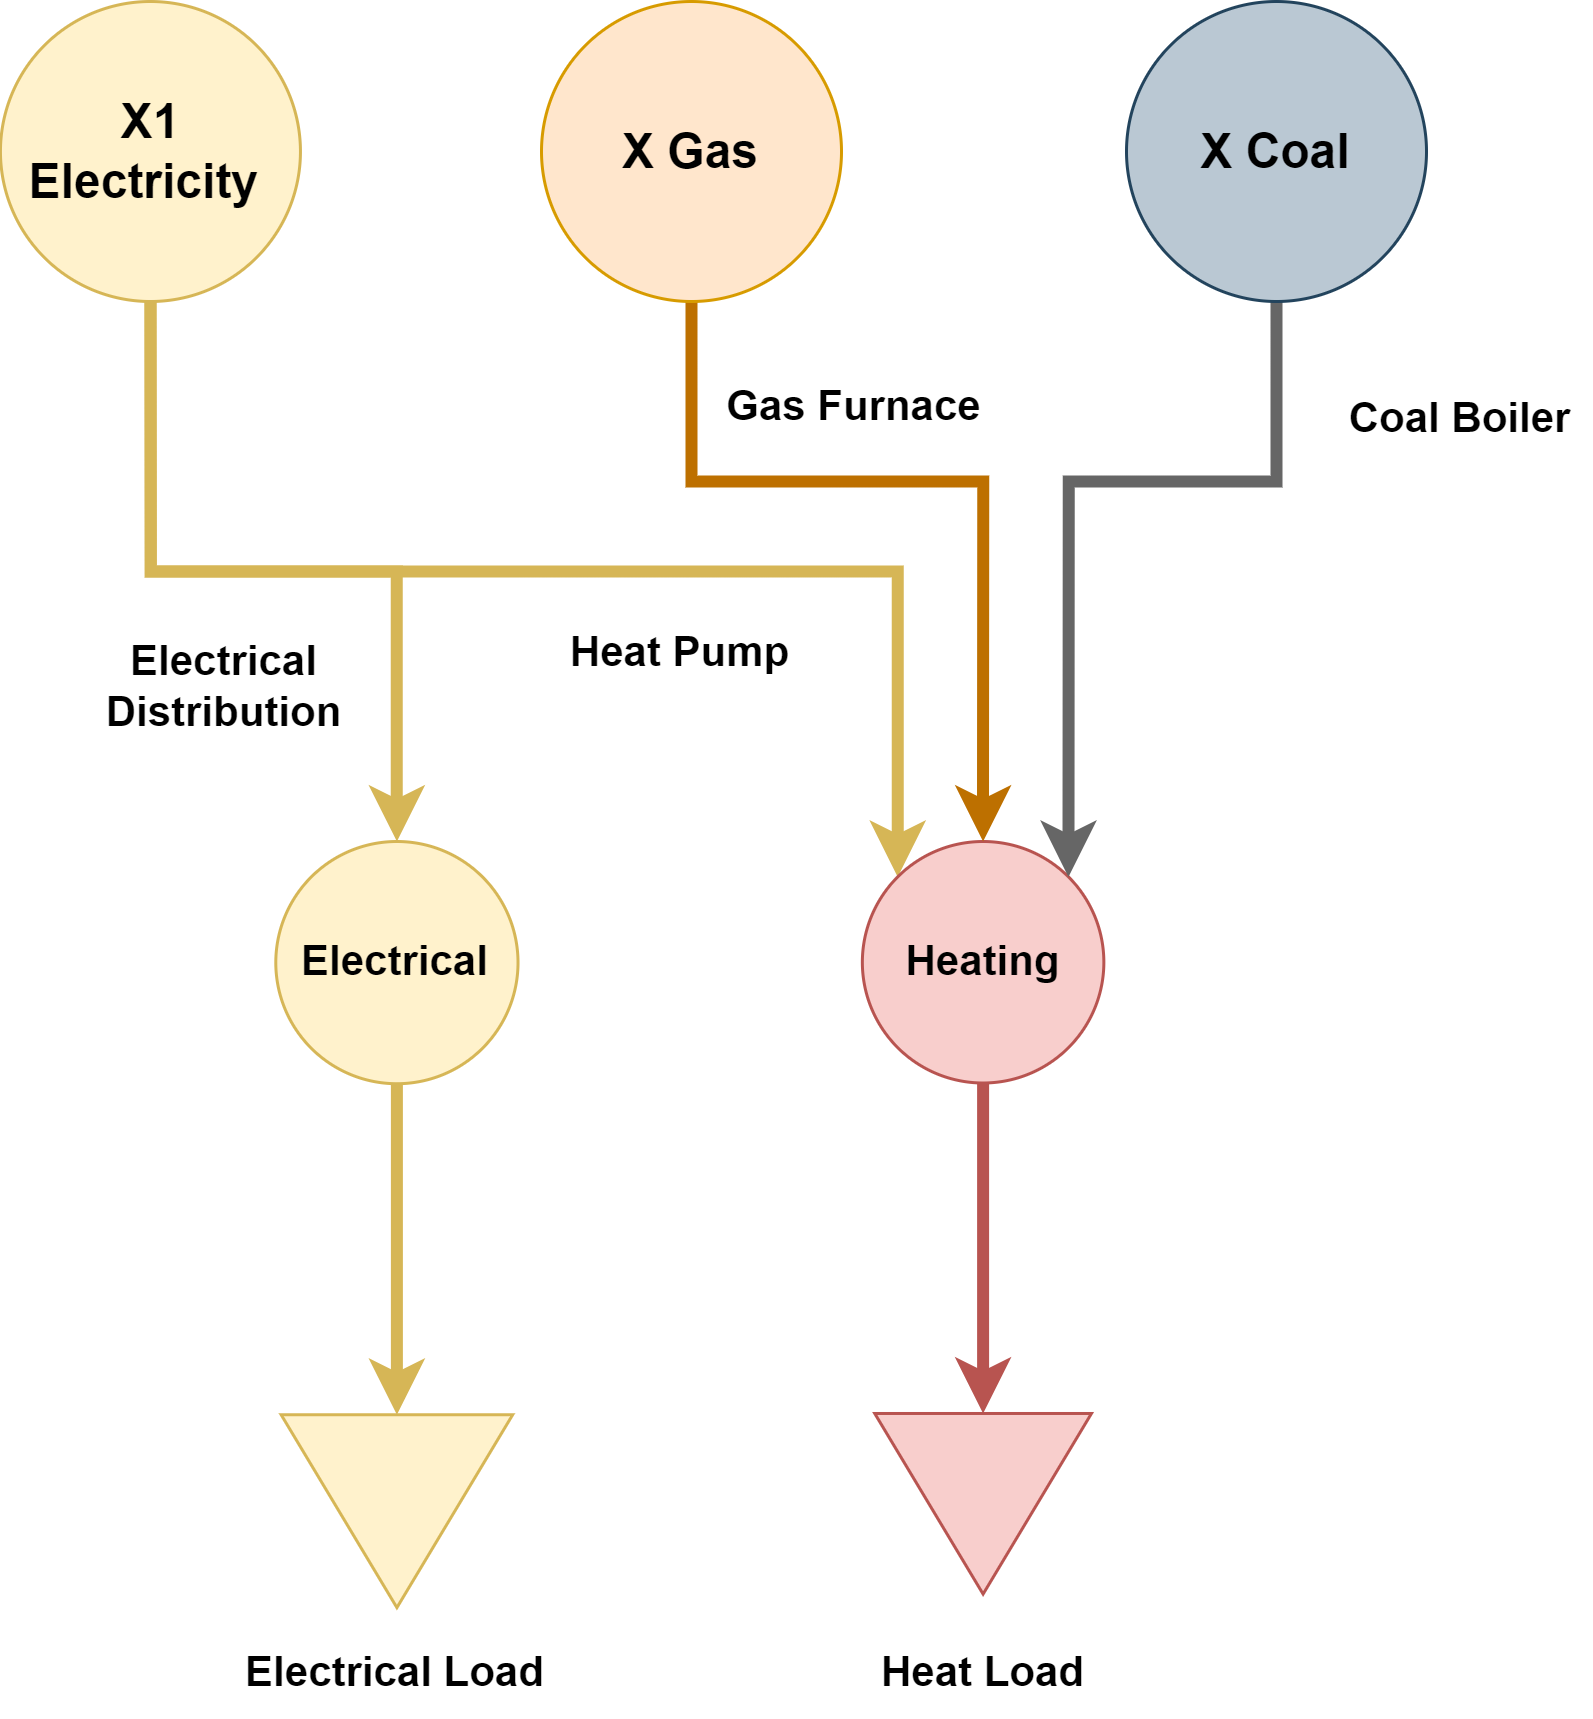 X1
Electricity
X Gas
X Coal
Gas Furnace
Coal Boiler
Electrical
Distribution
Heat Pump
Electrical
Heating
Electrical Load
Heat Load